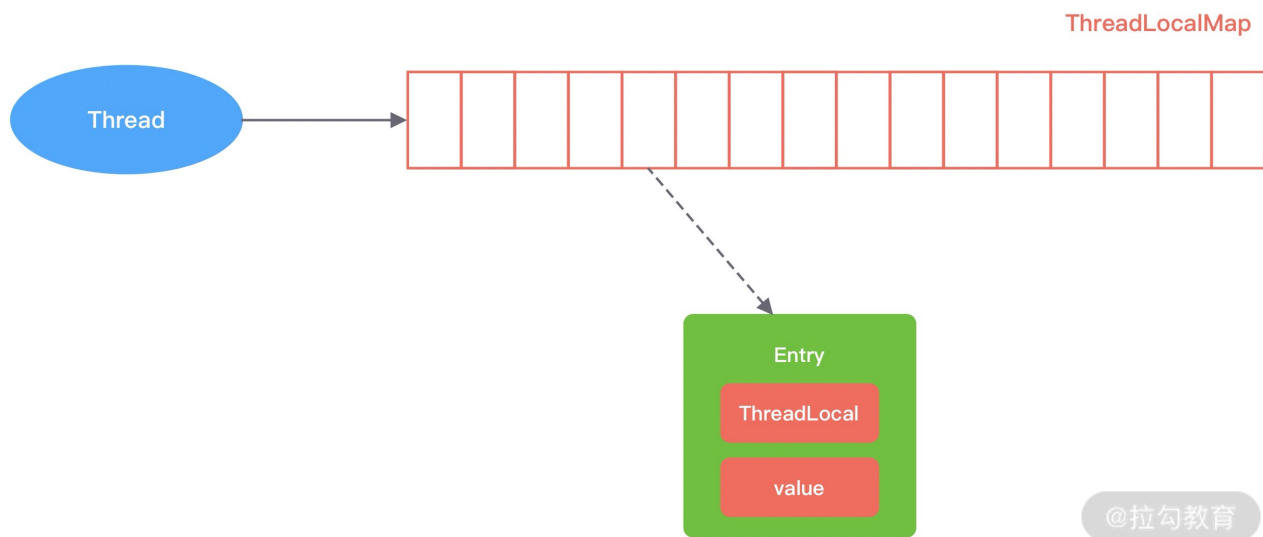 ThreadLocalMap
Thread
Entry
ThreadLocal
value
@拉勾教育